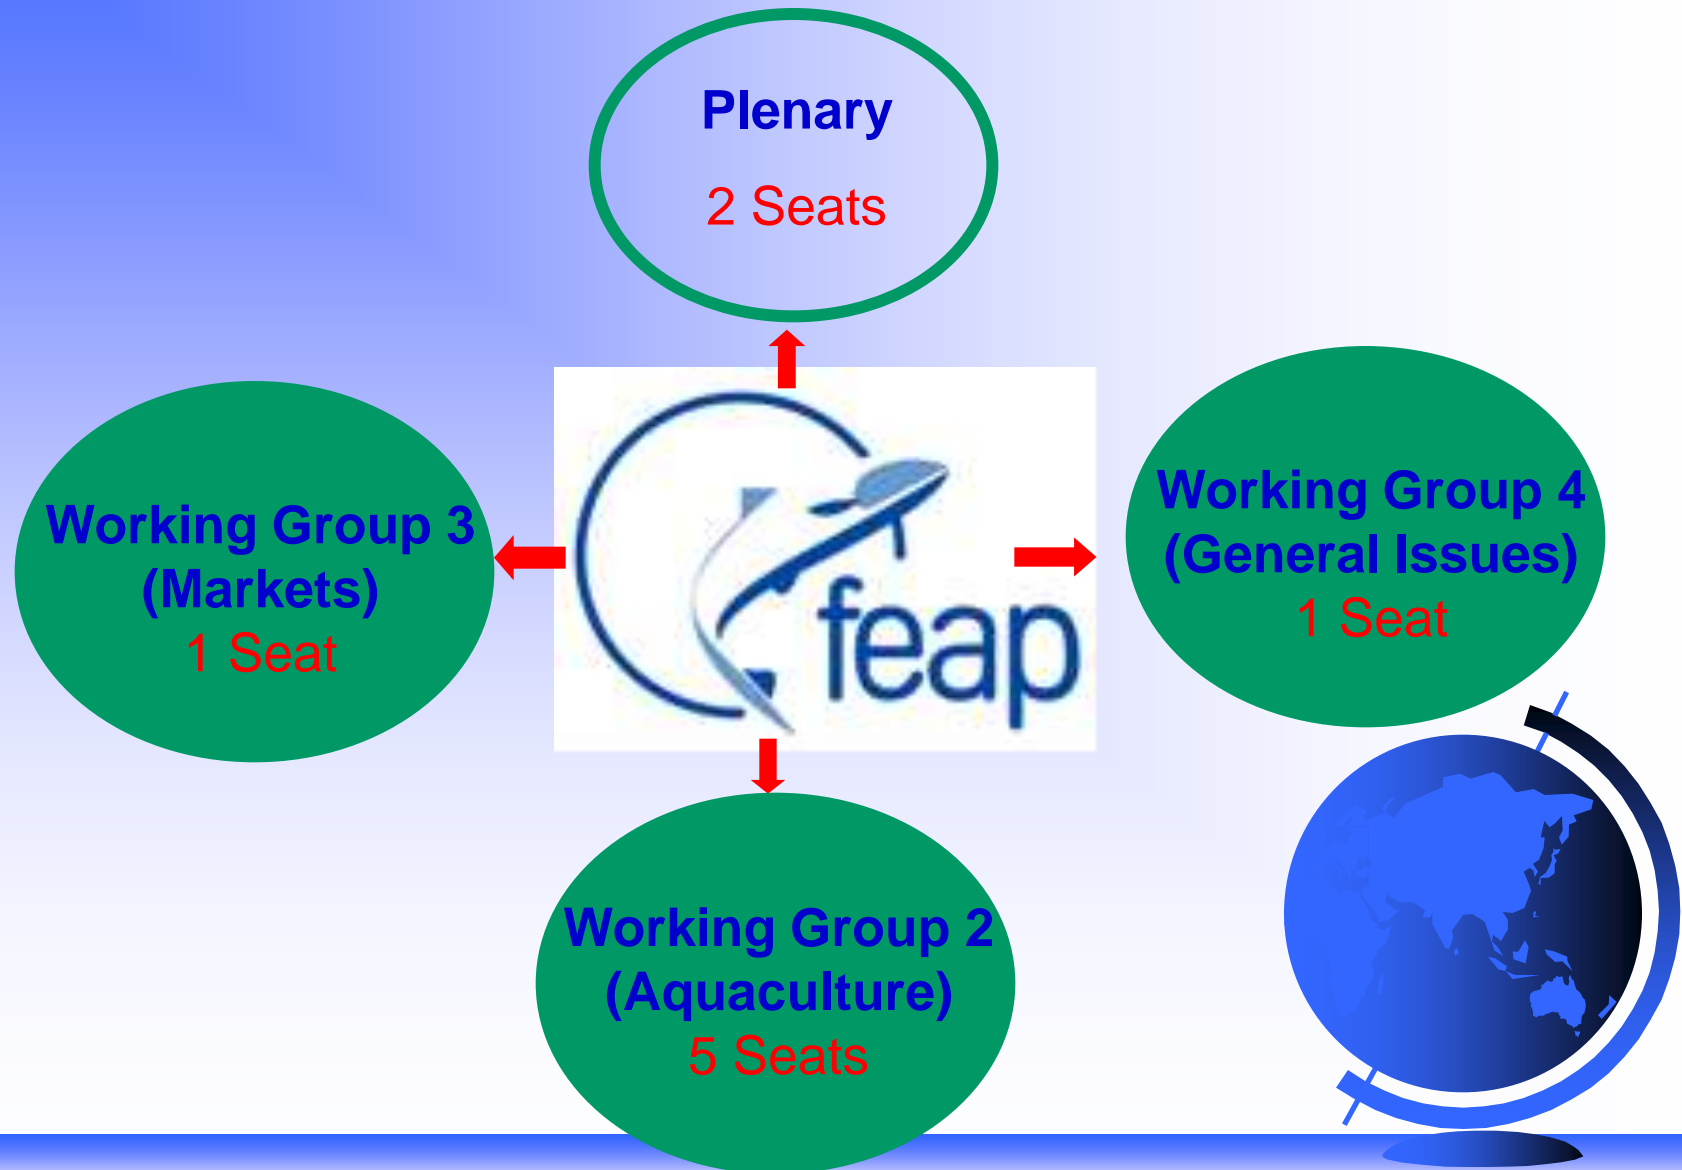 Plenary
2 Seats
Working Group 3
(Markets)
1 Seat
feap
Working Group 4
(General Issues)
1 Seat
Working Group 2
(Aquaculture)
5 Seats